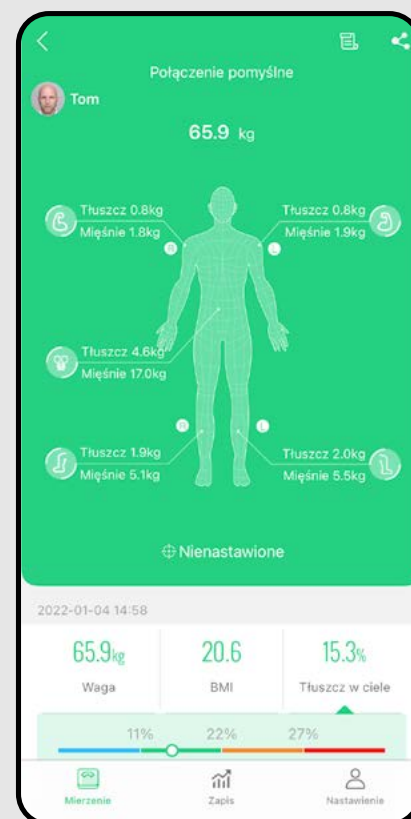 Połączenie pomyślne
Tom
65.9 kg
Tłuszcz 0.8kg
Mięśnie 1.8kg
R
Tłuszcz 0.8kg
Mięśnie 1.9kg
L
Tłuszcz 4.6kg
Mięśnie 17.0kg
R
L
Tłuszcz 1.9kg
Mięśnie 5.1kg
Tłuszcz 2.0kg
Mięśnie 5.5kg
Nienastawione
2022-01-04 14:58
65.9kg 20.6 15.3%
Waga BMI Tłuszcz w ciele
11% 22% 27%
Mierzenie Zapis Nastawienie